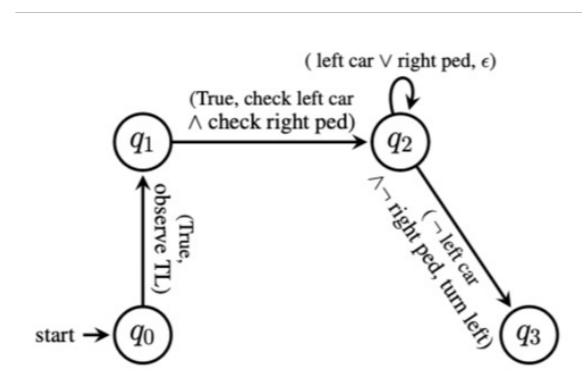 ( left car ∨ right ped, ϵ)
(True, check left car
∧ check right ped)
q1
q2
(True,
observe TL)
(¬ left car
∧¬ right ped, turn left)
start
q0
q3